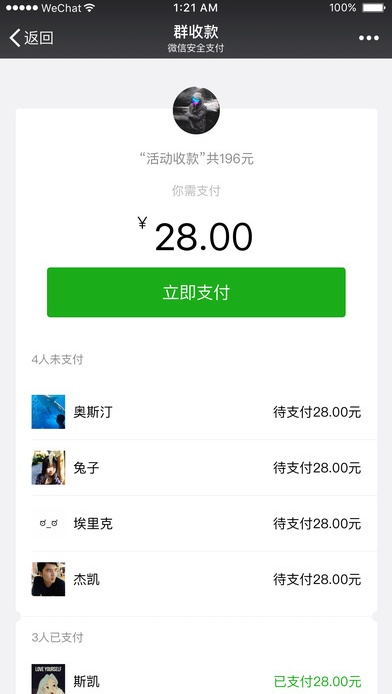 WeChat 1:21 AM 100%
返回 群收款
微信安全支付
“活动收款”共196元
你需支付
¥ 28.00
立即支付
4人未支付
奥斯汀 待支付28.00元
兔子 待支付28.00元
ಠ_ಠ 埃里克 待支付28.00元
杰凯 待支付28.00元
3人已支付
LOVE YOURSELF
斯凯 已支付28.00元